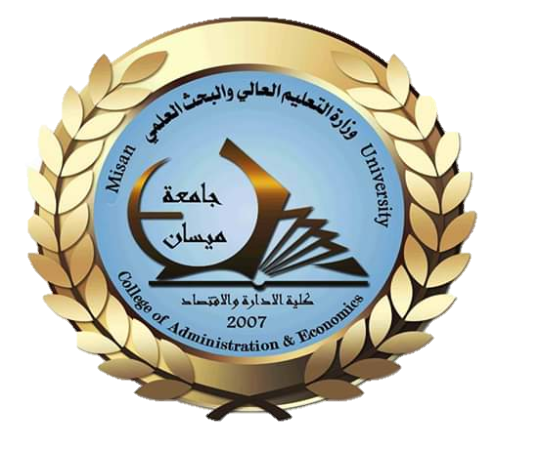 وزارة التعليم العالي والبحث العلمي
Misan University
جامعة
ميسان
كلية الادارة والاقتصاد
2007
College of Administration & Economics